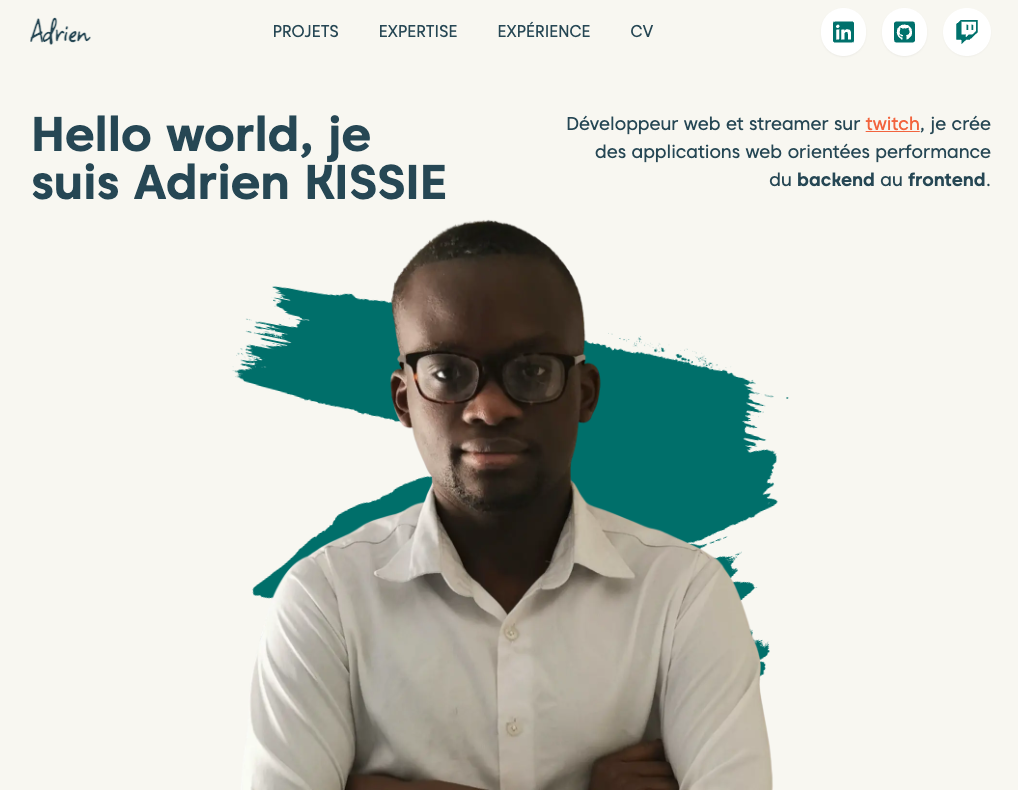 Adrien
PROJETS
EXPERTISE
EXPÉRIENCE
CV
in
Hello world, je
suis Adrien KISSIE
Développeur web et streamer sur twitch, je crée
des applications web orientées performance
du backend au frontend.